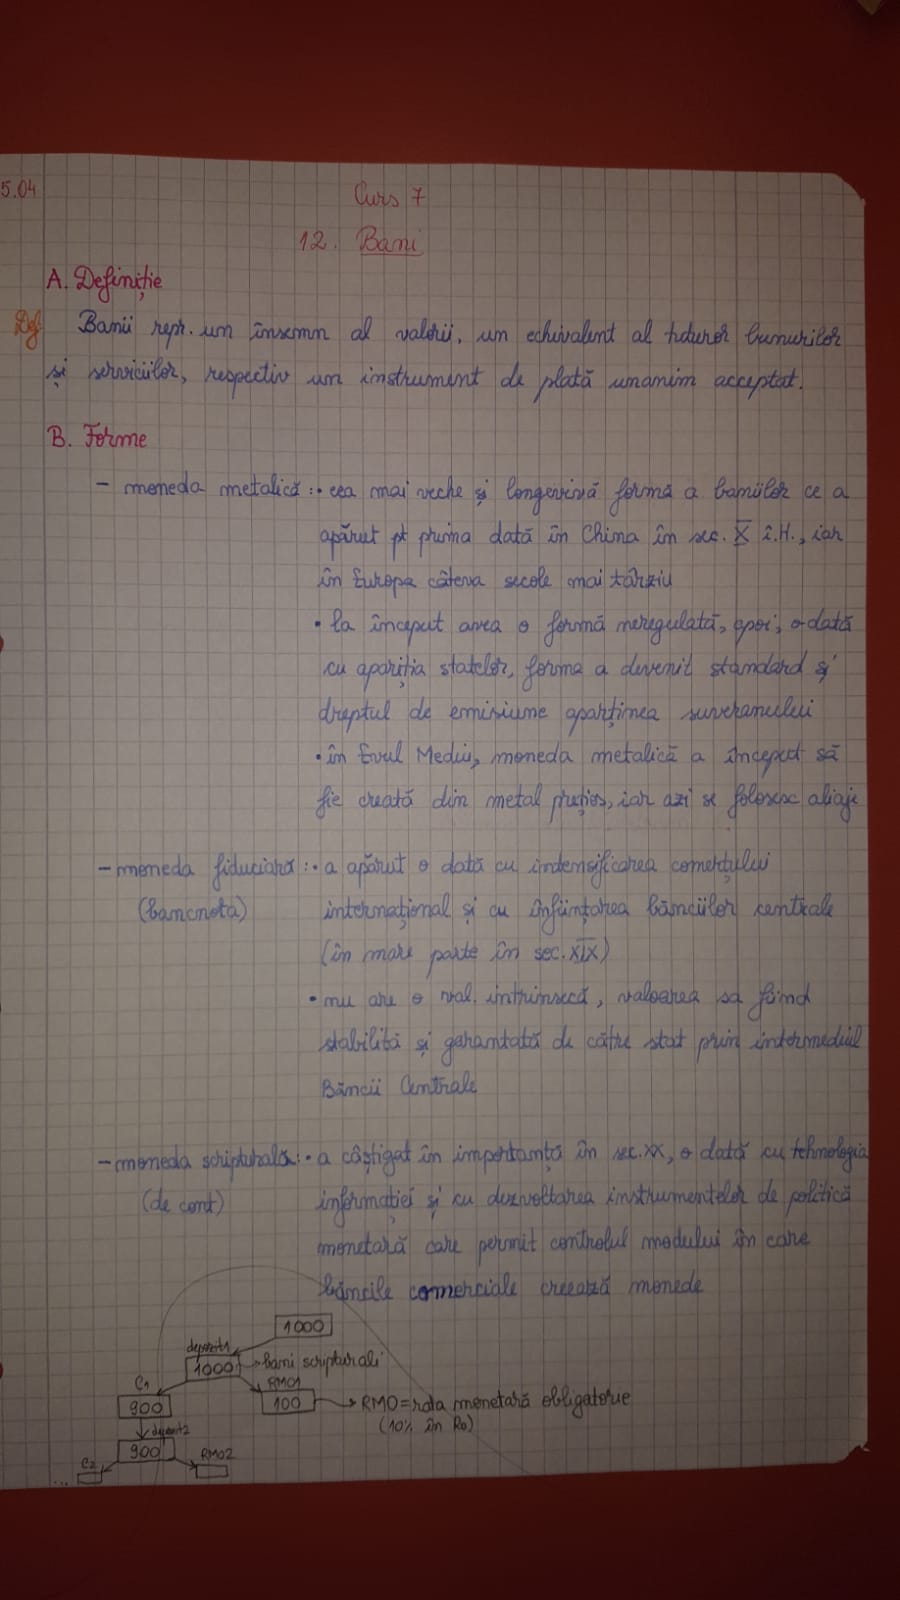 5.04
Curs 7
12. Bani
A. Definiție
Def Banii repr. un însemn al valorii, un echivalent al tuturor bunurilor
și serviciilor, respectiv un instrument de plată unanim acceptat.
B. Forme
- moneda metalică: • cea mai veche și longevivă formă a banilor ce a
apărut pt prima dată în China în sec. X î.H., iar
în Europa câteva secole mai târziu
• la început avea o formă neregulată, apoi, o dată
cu apariția statelor, forma a devenit standard și
dreptul de emisiune aparținea suveranului
• în Evul Mediu, moneda metalică a început să
fie creată din metal prețios, iar azi se folosesc aliaje
- moneda fiduciară: • a apărut o dată cu intensificarea comerțului
(bancnota) internațional și cu înființarea băncilor centrale
(în mare parte în sec. XIX)
• nu are o val. intrinsecă, valoarea sa fiind
stabilită și garantată de către stat prin intermediul
Băncii Centrale
- moneda scripturală: • a câștigat în importanță în sec. XX, o dată cu tehnologia
(de cont) informației și cu dezvoltarea instrumentelor de politică
monetară care permit controlul modului în care
băncile comerciale creează monede
1000
depozit1
1000 → bani scripturali
C1
RMO1
900
100 → RMO = rata monetară obligatorie
(10% în Ro)
depozit2
900
C2
RMO2
...